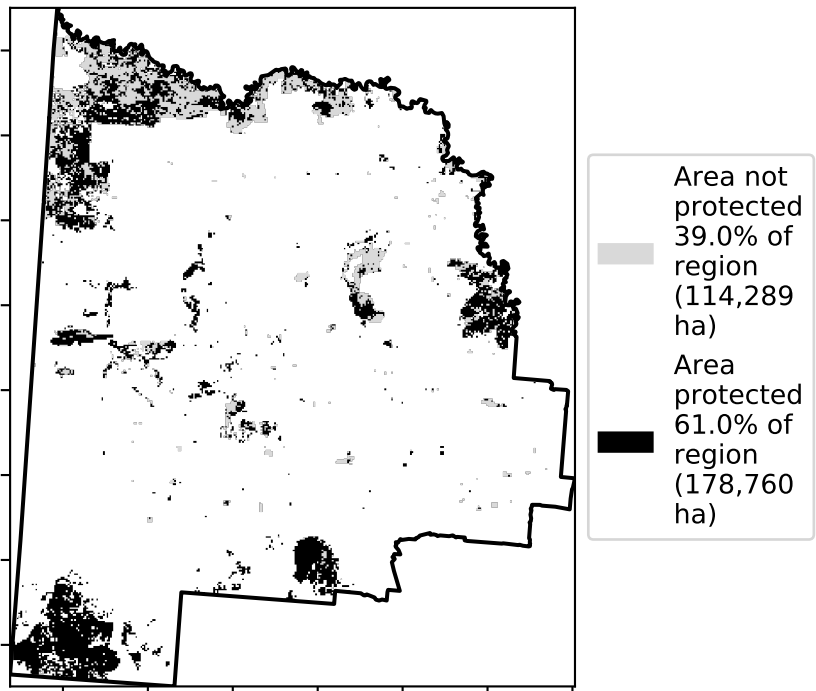 Area not
protected
39.0% of
region
(114,289
ha)
Area
protected
61.0% of
region
(178,760
ha)